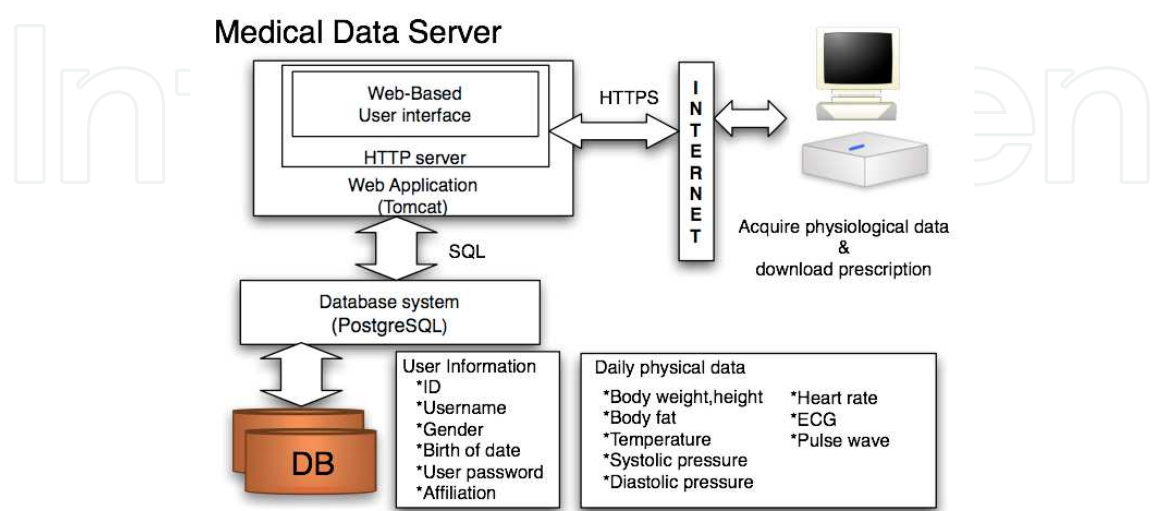 Medical Data Server
Web-Based
User interface
HTTP server
Web Application
(Tomcat)
HTTPS
INTERNET
Acquire physiological data
&
download prescription
SQL
Database system
(PostgreSQL)
DB
User Information
*ID
*Username
*Gender
*Birth of date
*User password
*Affiliation
Daily physical data
*Body weight,height
*Body fat
*Temperature
*Systolic pressure
*Diastolic pressure
*Heart rate
*ECG
*Pulse wave